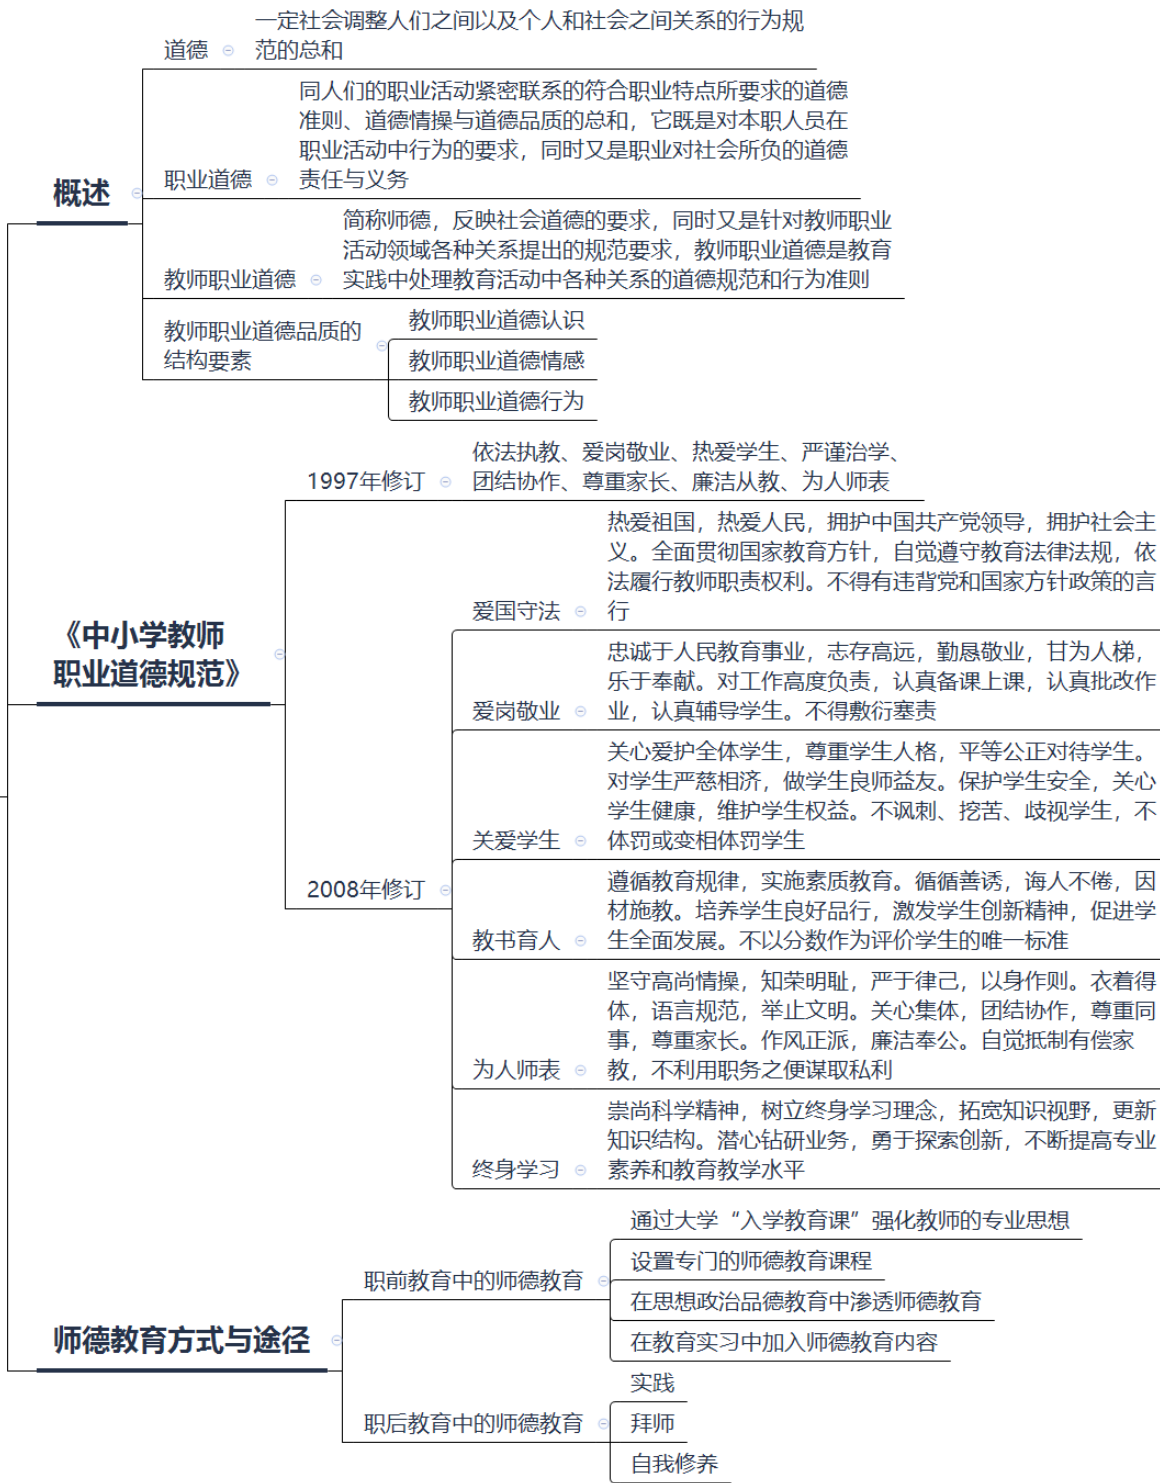 概述
道德
一定社会调整人们之间以及个人和社会之间关系的行为规
范的总和
职业道德
同人们的职业活动紧密联系的符合职业特点所要求的道德
准则、道德情操与道德品质的总和，它既是对本职人员在
职业活动中行为的要求，同时又是职业对社会所负的道德
责任与义务
教师职业道德
简称师德，反映社会道德的要求，同时又是针对教师职业
活动领域各种关系提出的规范要求，教师职业道德是教育
实践中处理教育活动中各种关系的道德规范和行为准则
教师职业道德品质的
结构要素
教师职业道德认识
教师职业道德情感
教师职业道德行为
《中小学教师
职业道德规范》
1997年修订
依法执教、爱岗敬业、热爱学生、严谨治学、
团结协作、尊重家长、廉洁从教、为人师表
2008年修订
爱国守法
热爱祖国，热爱人民，拥护中国共产党领导，拥护社会主
义。全面贯彻国家教育方针，自觉遵守教育法律法规，依
法履行教师职责权利。不得有违背党和国家方针政策的言
行
爱岗敬业
忠诚于人民教育事业，志存高远，勤恳敬业，甘为人梯，
乐于奉献。对工作高度负责，认真备课上课，认真批改作
业，认真辅导学生。不得敷衍塞责
关爱学生
关心爱护全体学生，尊重学生人格，平等公正对待学生。
对学生严慈相济，做学生良师益友。保护学生安全，关心
学生健康，维护学生权益。不讽刺、挖苦、歧视学生，不
体罚或变相体罚学生
教书育人
遵循教育规律，实施素质教育。循循善诱，诲人不倦，因
材施教。培养学生良好品行，激发学生创新精神，促进学
生全面发展。不以分数作为评价学生的唯一标准
为人师表
坚守高尚情操，知荣明耻，严于律己，以身作则。衣着得
体，语言规范，举止文明。关心集体，团结协作，尊重同
事，尊重家长。作风正派，廉洁奉公。自觉抵制有偿家
教，不利用职务之便谋取私利
终身学习
崇尚科学精神，树立终身学习理念，拓宽知识视野，更新
知识结构。潜心钻研业务，勇于探索创新，不断提高专业
素养和教育教学水平
师德教育方式与途径
职前教育中的师德教育
通过大学“入学教育课”强化教师的专业思想
设置专门的师德教育课程
在思想政治品德教育中渗透师德教育
在教育实习中加入师德教育内容
职后教育中的师德教育
实践
拜师
自我修养